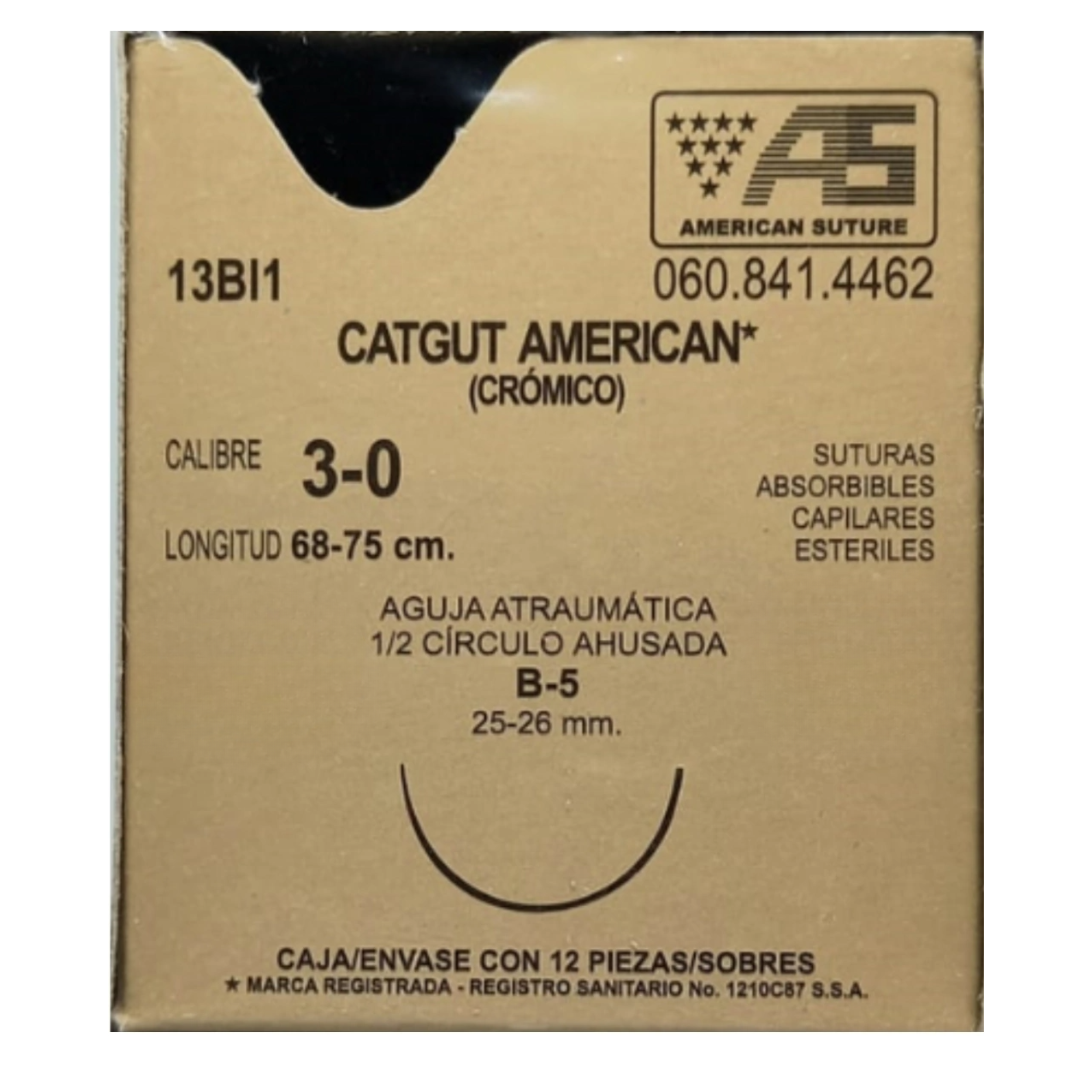 AS
AMERICAN SUTURE
13BI1
060.841.4462
CATGUT AMERICAN*
(CRÓMICO)
CALIBRE 3-0
SUTURAS
ABSORBIBLES
CAPILARES
ESTERILES
LONGITUD 68-75 cm.
AGUJA ATRAUMÁTICA
1/2 CÍRCULO AHUSADA
B-5
25-26 mm.
CAJA/ENVASE CON 12 PIEZAS/SOBRES
* MARCA REGISTRADA - REGISTRO SANITARIO No. 1210C87 S.S.A.